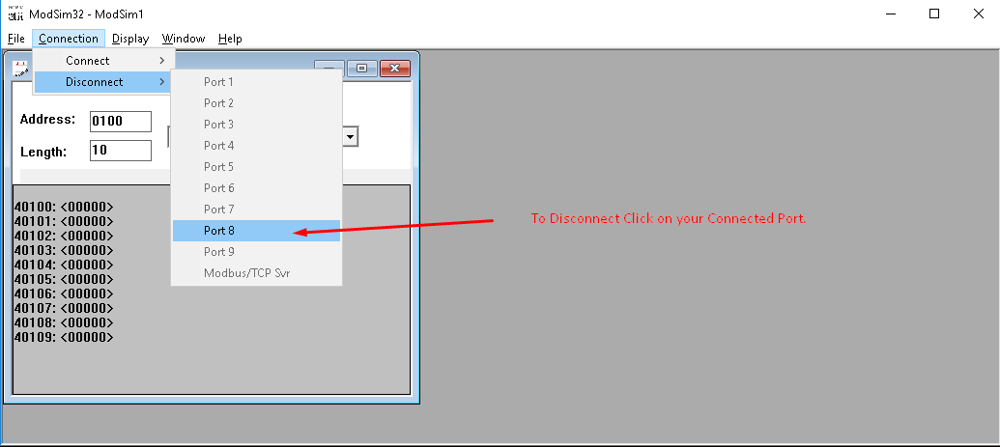 ModSim32 - ModSim1
File Connection Display Window Help
Connect
Disconnect
Port 1
Port 2
Port 3
Port 4
Port 5
Port 6
Port 7
Port 8
Port 9
Modbus/TCP Svr
Address: 0100
Length: 10
40100: <00000>
40101: <00000>
40102: <00000>
40103: <00000>
40104: <00000>
40105: <00000>
40106: <00000>
40107: <00000>
40108: <00000>
40109: <00000>
To Disconnect Click on your Connected Port.